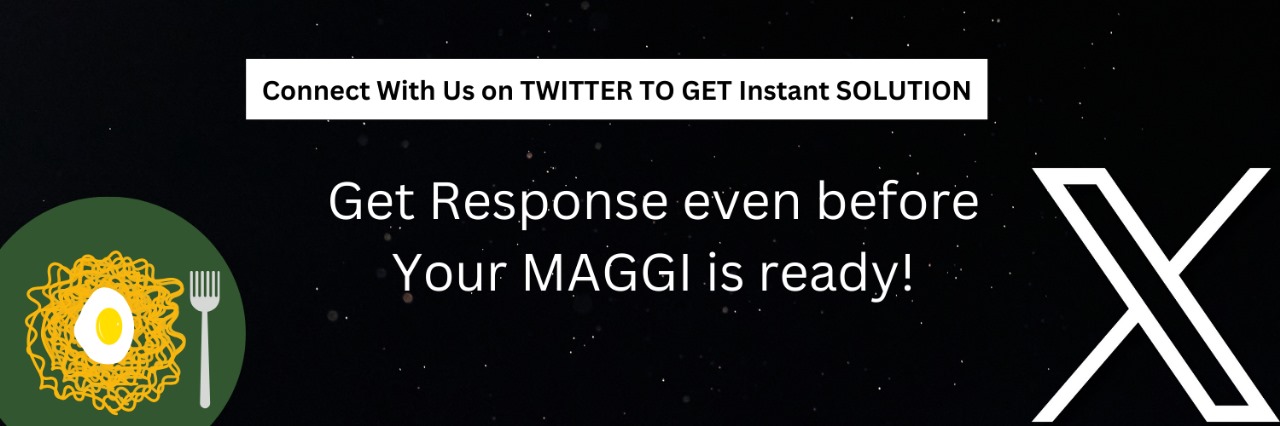 Connect With Us on TWITTER TO GET Instant SOLUTION
Get Response even before
Your MAGGI is ready!